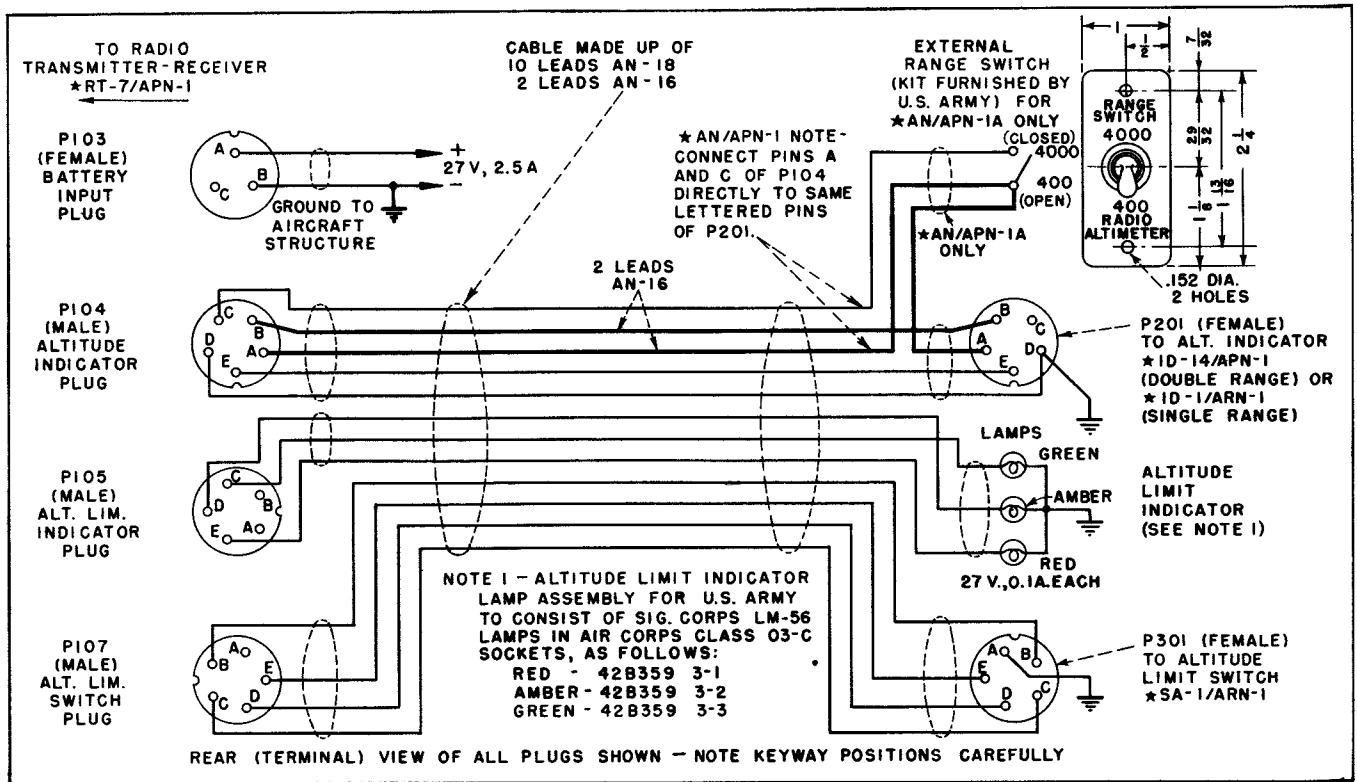 TO RADIO
TRANSMITTER-RECEIVER
★RT-7/APN-1
P103
(FEMALE)
BATTERY
INPUT
PLUG
A
B
C
+
27 V, 2.5 A
-
GROUND TO
AIRCRAFT
STRUCTURE
CABLE MADE UP OF
10 LEADS AN-18
2 LEADS AN-16
★AN/APN-1 NOTE-
CONNECT PINS A
AND C OF P104
DIRECTLY TO SAME
LETTERED PINS
OF P201.
EXTERNAL
RANGE SWITCH
(KIT FURNISHED BY
U.S. ARMY) FOR
★AN/APN-1A ONLY
(CLOSED)
4000
400
(OPEN)
★AN/APN-1A
ONLY
1
1/2
7/32
RANGE
SWITCH
4000
400
RADIO
ALTIMETER
29/32
2 1/4
1 13/16
1 1/8
.152 DIA.
2 HOLES
2 LEADS
AN-16
P104
(MALE)
ALTITUDE
INDICATOR
PLUG
C
B
D
A
E
B
C
A
D
E
P201 (FEMALE)
TO ALT. INDICATOR
★ID-14/APN-1
(DOUBLE RANGE) OR
★ID-1/ARN-1
(SINGLE RANGE)
P105
(MALE)
ALT. LIM.
INDICATOR
PLUG
C
B
D
A
E
LAMPS
GREEN
AMBER
RED
27 V.,0.1A.EACH
ALTITUDE
LIMIT
INDICATOR
(SEE NOTE 1)
NOTE 1 - ALTITUDE LIMIT INDICATOR
LAMP ASSEMBLY FOR U.S. ARMY
TO CONSIST OF SIG. CORPS LM-56
LAMPS IN AIR CORPS CLASS 03-C
SOCKETS, AS FOLLOWS:
RED - 42B359 3-1
AMBER - 42B359 3-2
GREEN - 42B359 3-3
P107
(MALE)
ALT. LIM.
SWITCH
PLUG
A
B
E
C
D
A
B
E
D
C
P301 (FEMALE)
TO ALTITUDE
LIMIT SWITCH
★SA-1/ARN-1
REAR (TERMINAL) VIEW OF ALL PLUGS SHOWN - NOTE KEYWAY POSITIONS CAREFULLY